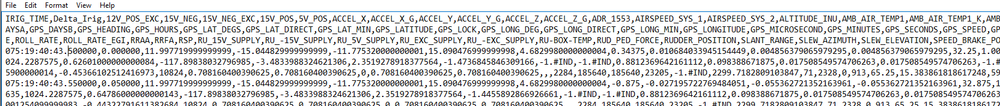 File Edit Format View Help
IRIG_TIME,Delta_Irig,12V_POS_EXC,15V_NEG,15V_NEG_EXC,15V_POS,5V_POS,ACCEL_X,ACCEL_X_G,ACCEL_Y,ACCEL_Y_G,ACCEL_Z,ACCEL_Z_G,ADR_1553,AIRSPEED_SYS_1,AIRSPEED_SYS_2,ALTITUDE_INU,AMB_AIR_TEMP1,AMB_AIR_TEMP1_K,AMB
AYSA,GPS_DAYSB,GPS_HEADING,GPS_HOURS,GPS_LAT_DEGS,GPS_LAT_DIRECT,GPS_LAT_MIN,GPS_LATITUDE,GPS_LOCK,GPS_LONG_DEG,GPS_LONG_DIRECT,GPS_LONG_MIN,GPS_LONGITUDE,GPS_MICROSECOND,GPS_MINUTES,GPS_SECONDS,GPS_SPEED,GP
E,ROLL_RATE,ROLL_RATE_EGI,RRAA,RRFA,RSP,RU_15V_SUPPLY,RU_-15V_SUPPLY,RU_5V_SUPPLY,RU_EXC_SUPPLY,RU_-EXC_SUPPLY,RU-BOX-TEMP,RUD_PED_FORCE,RUDDER_POSITION,SLANT_RANGE,SLEW_AZIMUTH,SLEW_ELEVATION,SPEED_BRAKE_PO
075:19:40:43.500000,0.000000,11.997719999999999,-15.044829999999999,-11.775320000000001,15.090476999999998,4.6829980000000004,0.34375,0.010684033945154449,0.004856379065979295,0.004856379065979295,32.25,1.00
024.2287575,0.62601000000000084,-117.89838032796985,-3.4833988324621306,2.3519278918377564,-1.4736845846309166,-1.#IND,-1.#IND,0.8812369642161112,0.098388671875,0.017508549574706263,0.017508549574706263,-1.#
5900000014,-0.45366102512416973,10824,0.708160400390625,0.708160400390625,0,0.708160400390625,0.708160400390625,,,2284,185640,185640,23205,-1.#IND,2299.7182809103847,71,2328,0,913,65.25,15.383861818617248,59
075:19:40:43.550000,0.050000,11.997719999999999,-15.044829999999999,-11.775320000000001,15.090476999999998,4.6829980000000004,-0.875,-0.027195722769484051,-0.055362721352163961,-0.055362721352163961,32.875,1
635,1024.2287575,0.64786000000000143,-117.89838032796985,-3.4833988324621306,2.3519278918377564,-1.4455892866926661,-1.#IND,-1.#IND,0.8812369642161112,0.098388671875,0.017508549574706263,0.017508549574706263
001254099999983,-0.44322791611382684,10824,0.708160400390625,0.708160400390625,0,0.708160400390625,0.708160400390625,,,2284,185640,185640,23205,-1.#IND,2299.7182809103847,71,2328,0,913,65.25,15.3838618186172